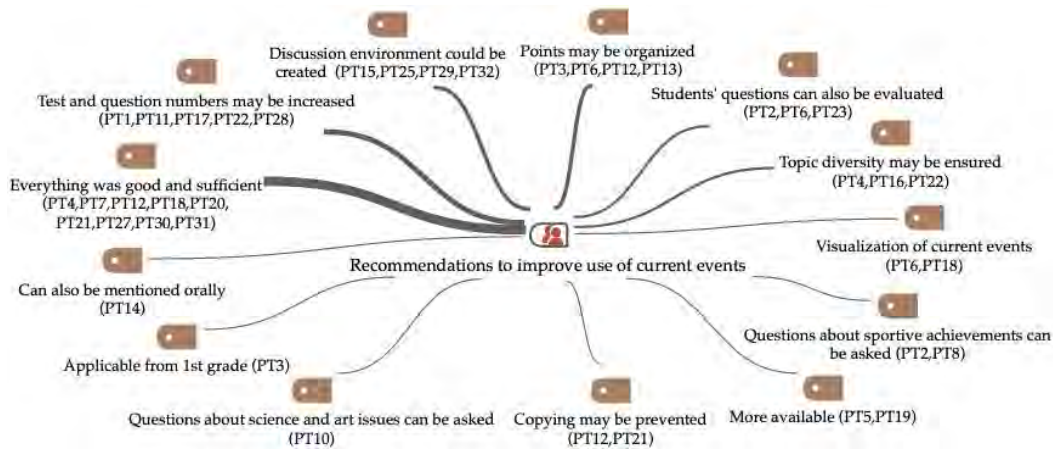 Discussion environment could be
created (PT15,PT25,PT29,PT32)
Points may be organized
(PT3,PT6,PT12,PT13)
Test and question numbers may be increased
(PT1,PT11,PT17,PT22,PT28)
Students' questions can also be evaluated
(PT2,PT6,PT23)
Everything was good and sufficient
(PT4,PT7,PT12,PT18,PT20,
PT21,PT27,PT30,PT31)
Topic diversity may be ensured
(PT4,PT16,PT22)
Visualization of current events
(PT6,PT18)
Recommendations to improve use of current events
Can also be mentioned orally
(PT14)
Questions about sportive achievements can
be asked (PT2,PT8)
Applicable from 1st grade (PT3)
Questions about science and art issues can be asked
(PT10)
Copying may be prevented
(PT12,PT21)
More available (PT5,PT19)